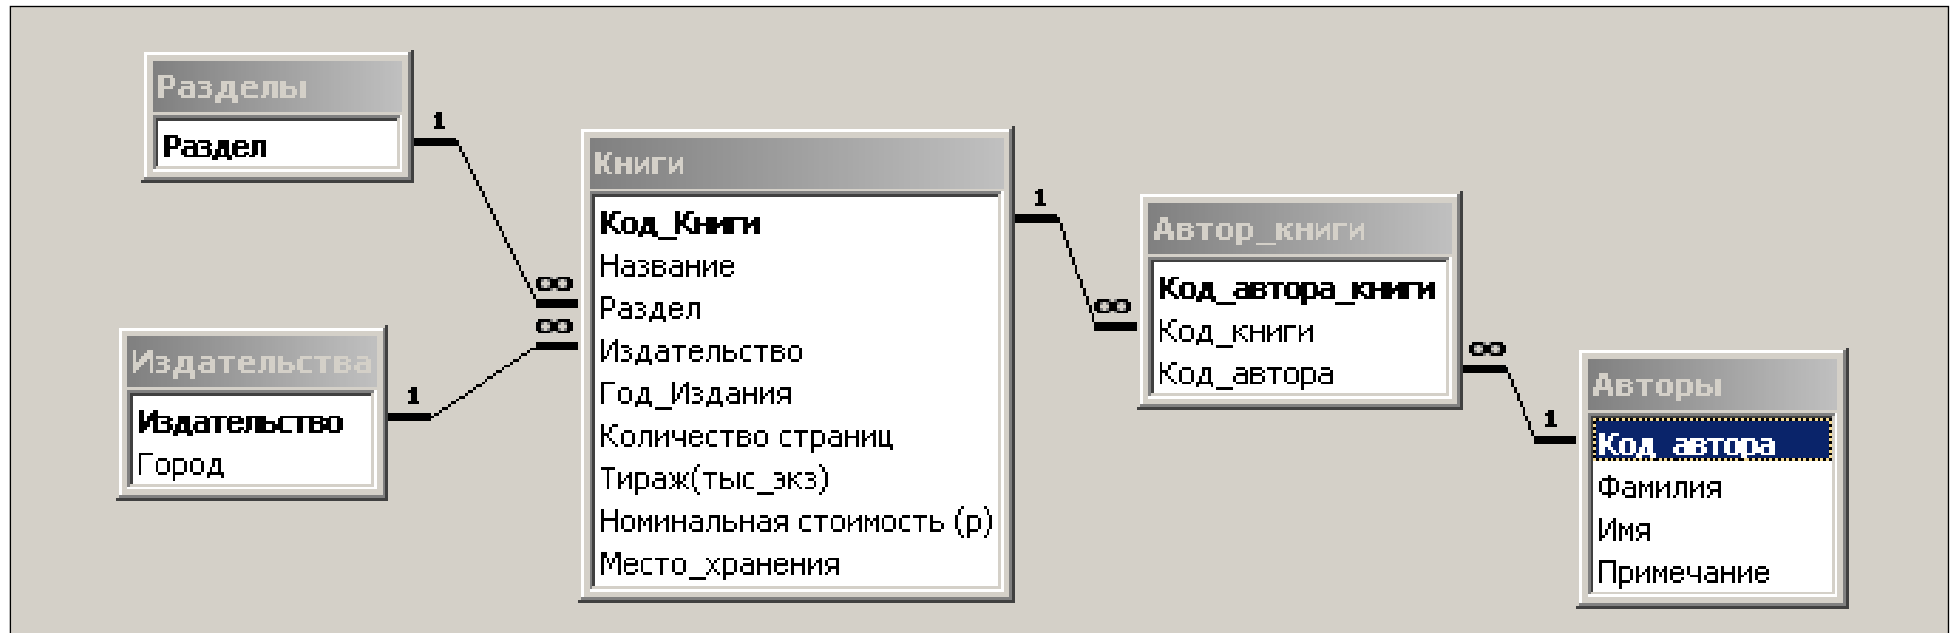 Разделы
Раздел
1
∞
Издательства
Издательство
Город
1
∞
Книги
Код_Книги
Название
Раздел
Издательство
Год_Издания
Количество страниц
Тираж(тыс_экз)
Номинальная стоимость (р)
Место_хранения
1
∞
Автор_книги
Код_автора_книги
Код_книги
Код_автора
∞
1
Авторы
Код_автора
Фамилия
Имя
Примечание